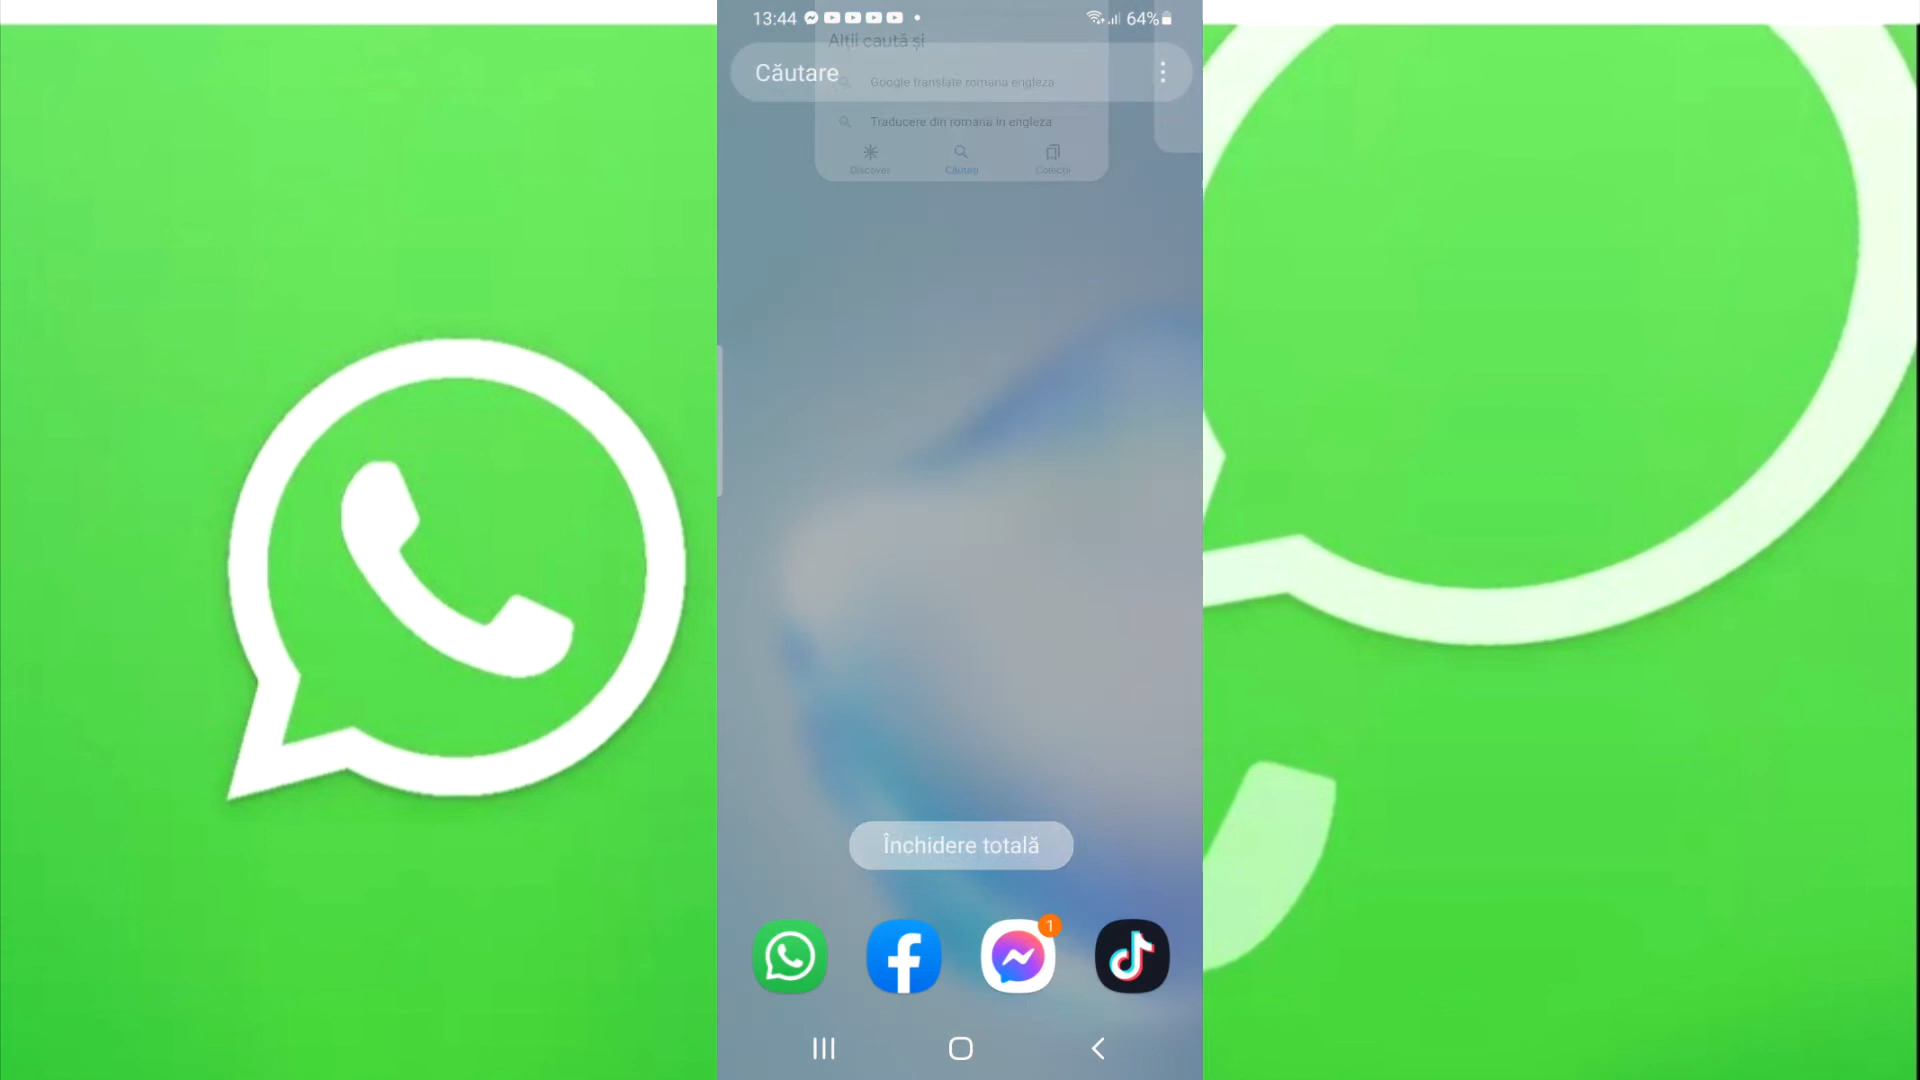 13:44
64%
Alții caută și
Căutare
Google translate romana engleza
Traducere din romana in engleza
Discover
Căutați
Colecții
Închidere totală
1